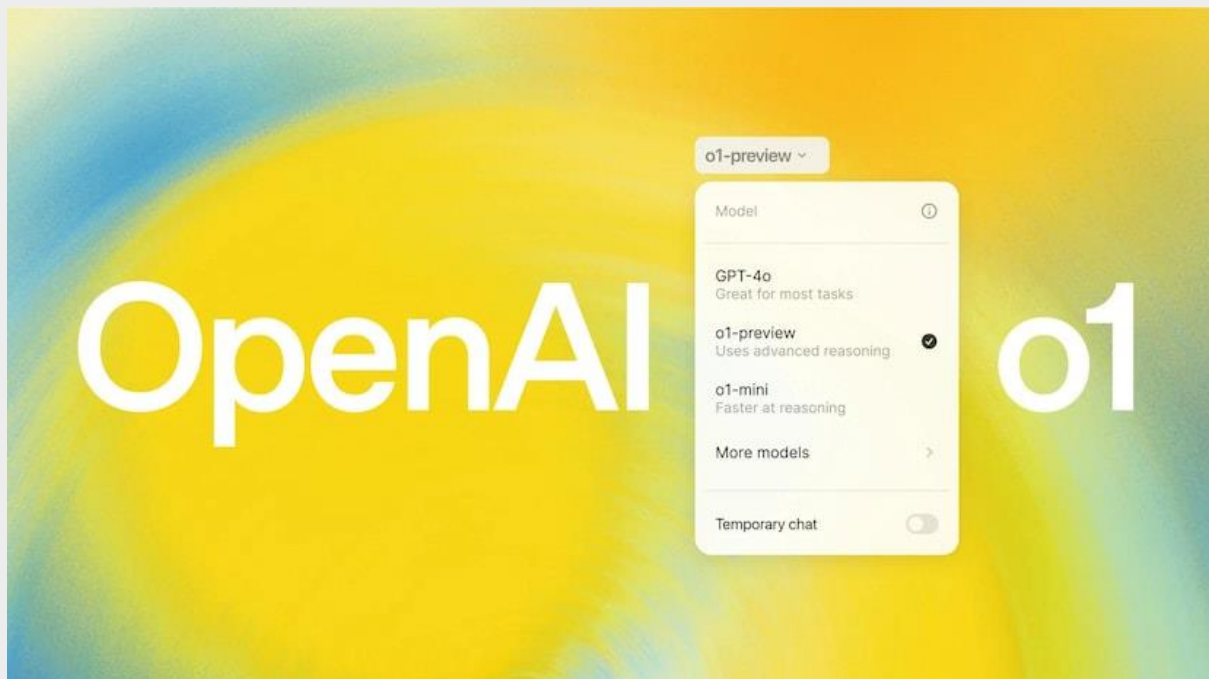 o1-preview
Model
GPT-4o
Great for most tasks
OpenAI o1
o1-preview
Uses advanced reasoning
o1-mini
Faster at reasoning
More models
Temporary chat